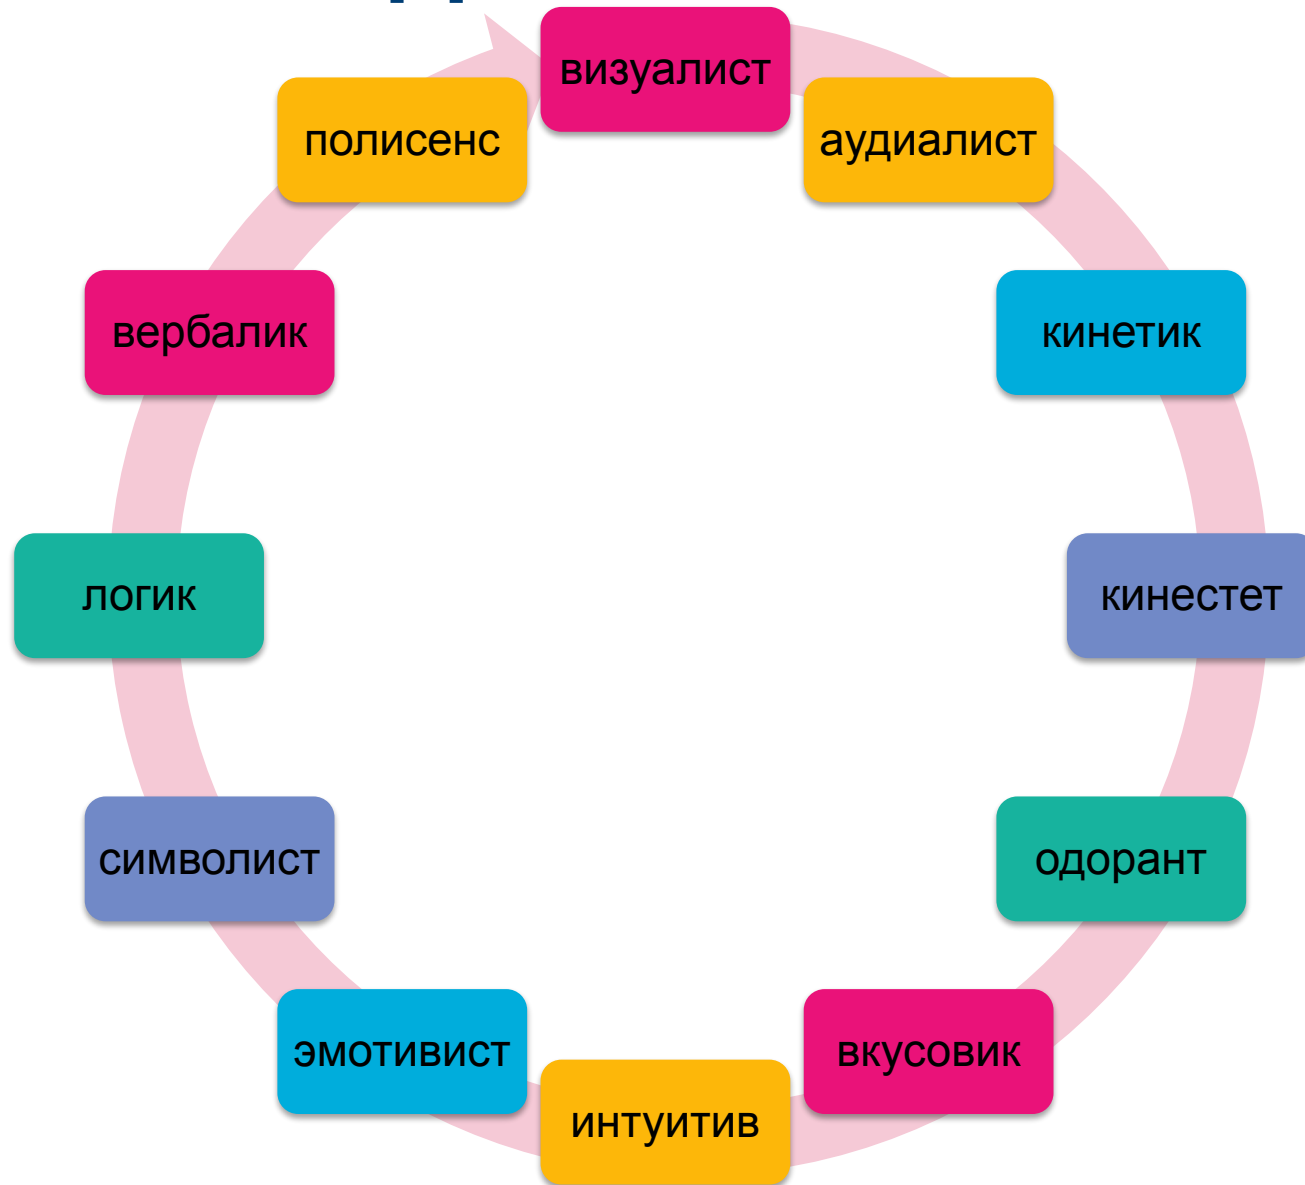 визуалист
аудиалист
кинетик
кинестет
одорант
вкусовик
интуитив
эмотивист
символист
логик
вербалик
полисенс